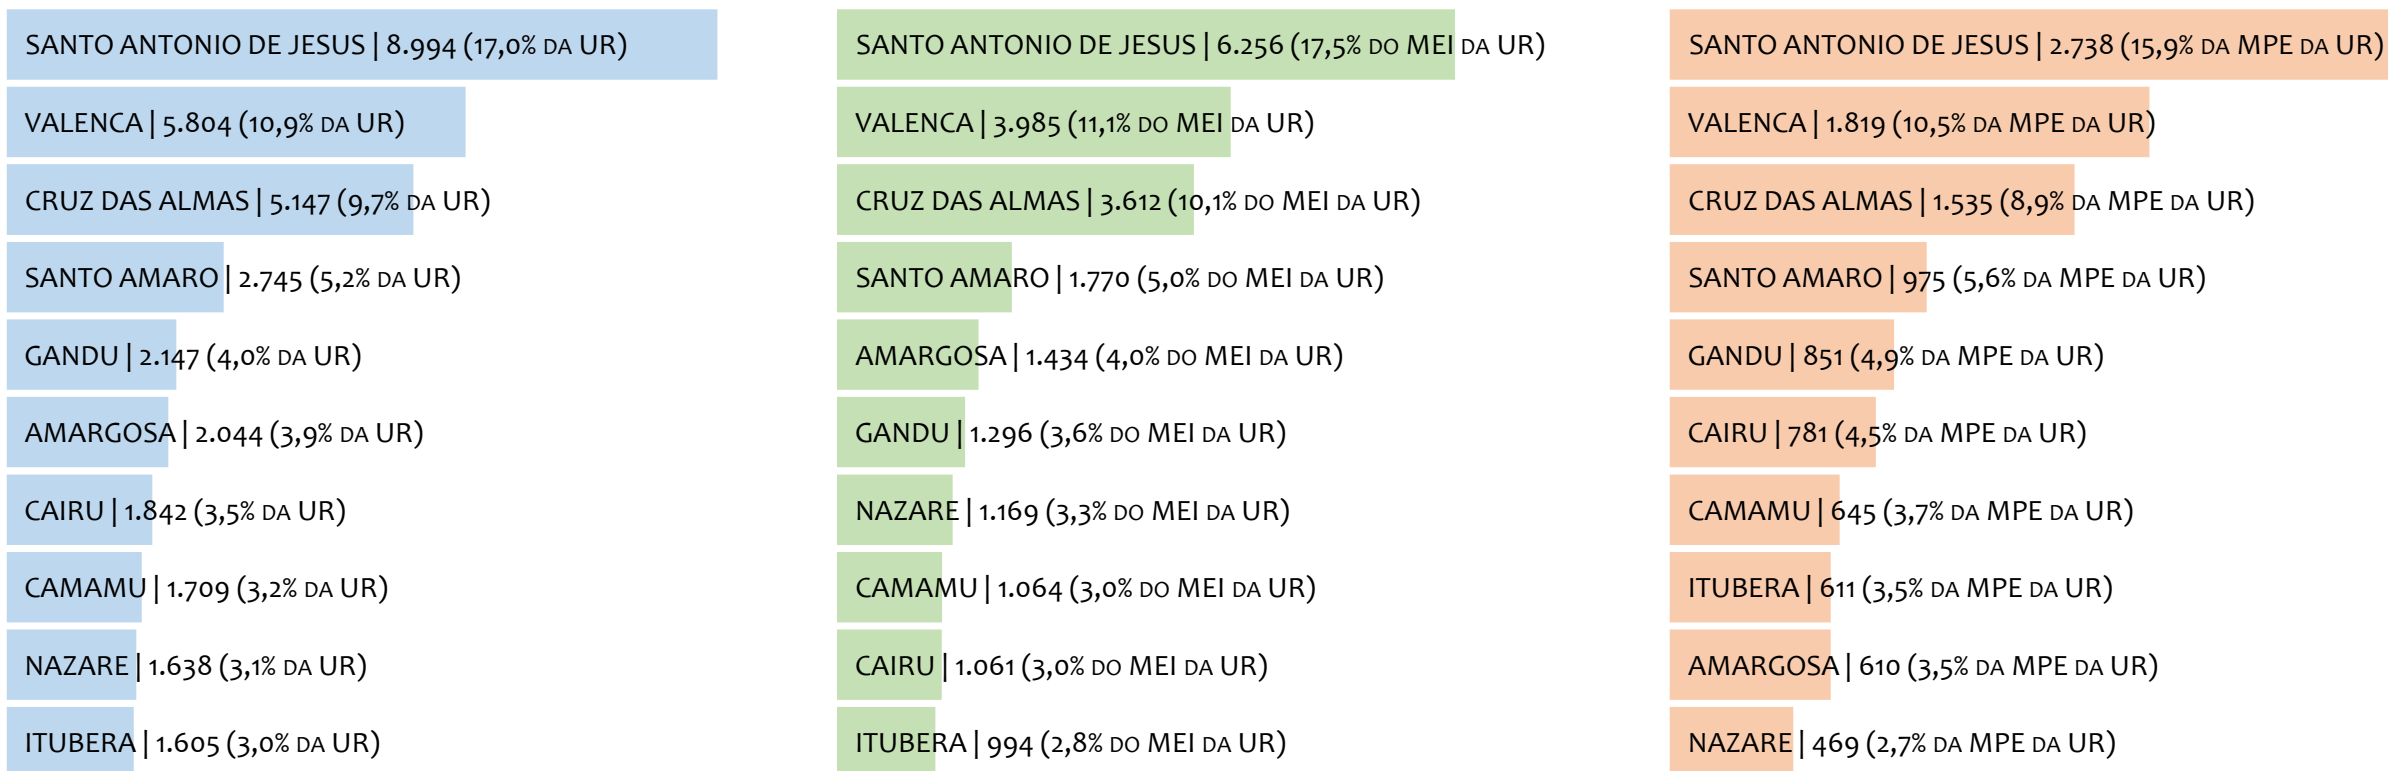 SANTO ANTONIO DE JESUS | 8.994 (17,0% DA UR)
VALENCA | 5.804 (10,9% DA UR)
CRUZ DAS ALMAS | 5.147 (9,7% DA UR)
SANTO AMARO | 2.745 (5,2% DA UR)
GANDU | 2.147 (4,0% DA UR)
AMARGOSA | 2.044 (3,9% DA UR)
CAIRU | 1.842 (3,5% DA UR)
CAMAMU | 1.709 (3,2% DA UR)
NAZARE | 1.638 (3,1% DA UR)
ITUBERA | 1.605 (3,0% DA UR)
SANTO ANTONIO DE JESUS | 6.256 (17,5% DO MEI DA UR)
VALENCA | 3.985 (11,1% DO MEI DA UR)
CRUZ DAS ALMAS | 3.612 (10,1% DO MEI DA UR)
SANTO AMARO | 1.770 (5,0% DO MEI DA UR)
AMARGOSA | 1.434 (4,0% DO MEI DA UR)
GANDU | 1.296 (3,6% DO MEI DA UR)
NAZARE | 1.169 (3,3% DO MEI DA UR)
CAMAMU | 1.064 (3,0% DO MEI DA UR)
CAIRU | 1.061 (3,0% DO MEI DA UR)
ITUBERA | 994 (2,8% DO MEI DA UR)
SANTO ANTONIO DE JESUS | 2.738 (15,9% DA MPE DA UR)
VALENCA | 1.819 (10,5% DA MPE DA UR)
CRUZ DAS ALMAS | 1.535 (8,9% DA MPE DA UR)
SANTO AMARO | 975 (5,6% DA MPE DA UR)
GANDU | 851 (4,9% DA MPE DA UR)
CAIRU | 781 (4,5% DA MPE DA UR)
CAMAMU | 645 (3,7% DA MPE DA UR)
ITUBERA | 611 (3,5% DA MPE DA UR)
AMARGOSA | 610 (3,5% DA MPE DA UR)
NAZARE | 469 (2,7% DA MPE DA UR)